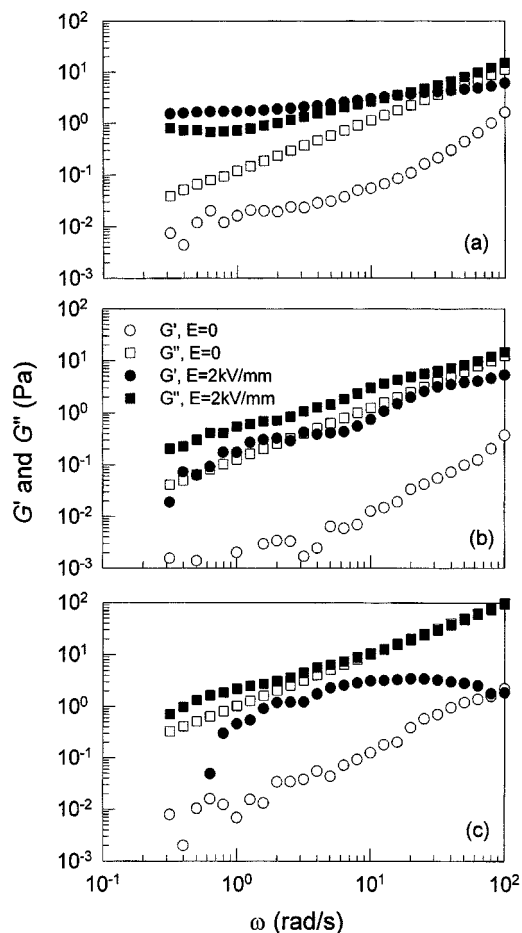 10²
10¹
10⁰
10⁻¹
10⁻²
10⁻³
(a)
10²
10¹
10⁰
10⁻¹
10⁻²
10⁻³
G', E=0
G'', E=0
G', E=2kV/mm
G'', E=2kV/mm
(b)
G' and G'' (Pa)
10²
10¹
10⁰
10⁻¹
10⁻²
10⁻³
(c)
10⁻¹ 10⁰ 10¹ 10²
ω (rad/s)